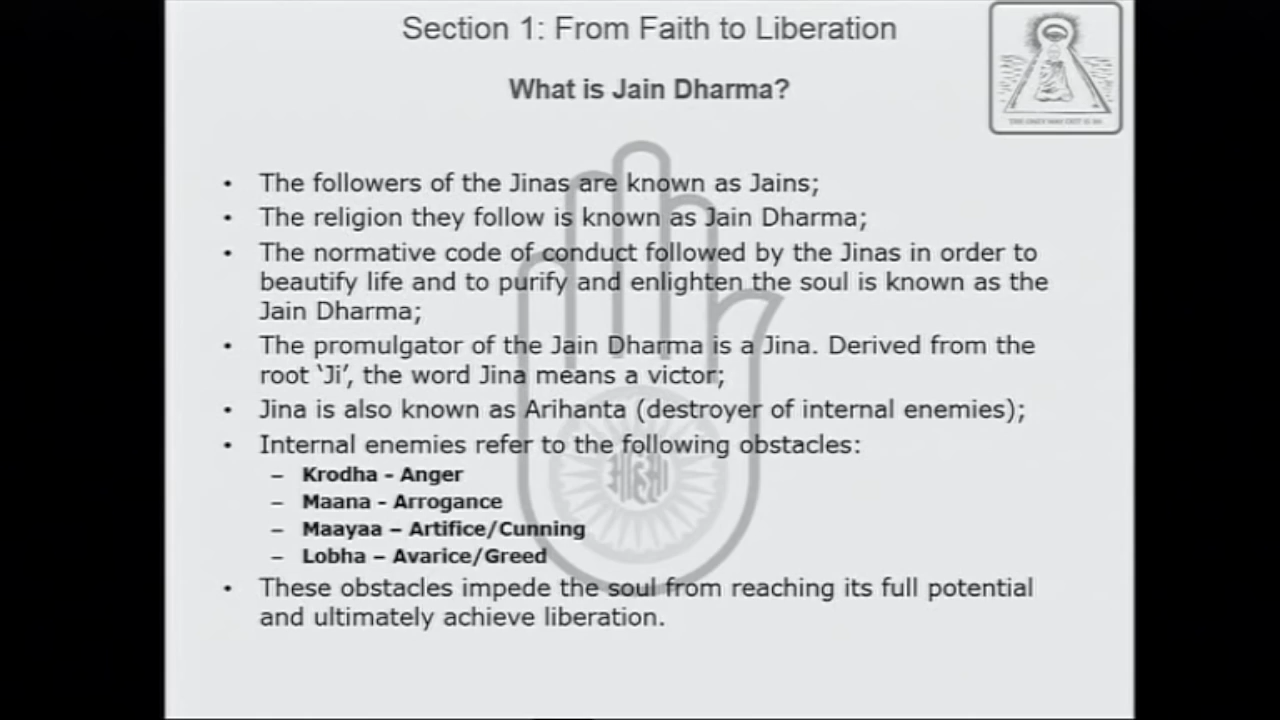 Section 1: From Faith to Liberation
What is Jain Dharma?
• The followers of the Jinas are known as Jains;
• The religion they follow is known as Jain Dharma;
• The normative code of conduct followed by the Jinas in order to
beautify life and to purify and enlighten the soul is known as the
Jain Dharma;
• The promulgator of the Jain Dharma is a Jina. Derived from the
root ‘Ji’, the word Jina means a victor;
• Jina is also known as Arihanta (destroyer of internal enemies);
• Internal enemies refer to the following obstacles:
– Krodha - Anger
– Maana - Arrogance
– Maayaa – Artifice/Cunning
– Lobha – Avarice/Greed
• These obstacles impede the soul from reaching its full potential
and ultimately achieve liberation.